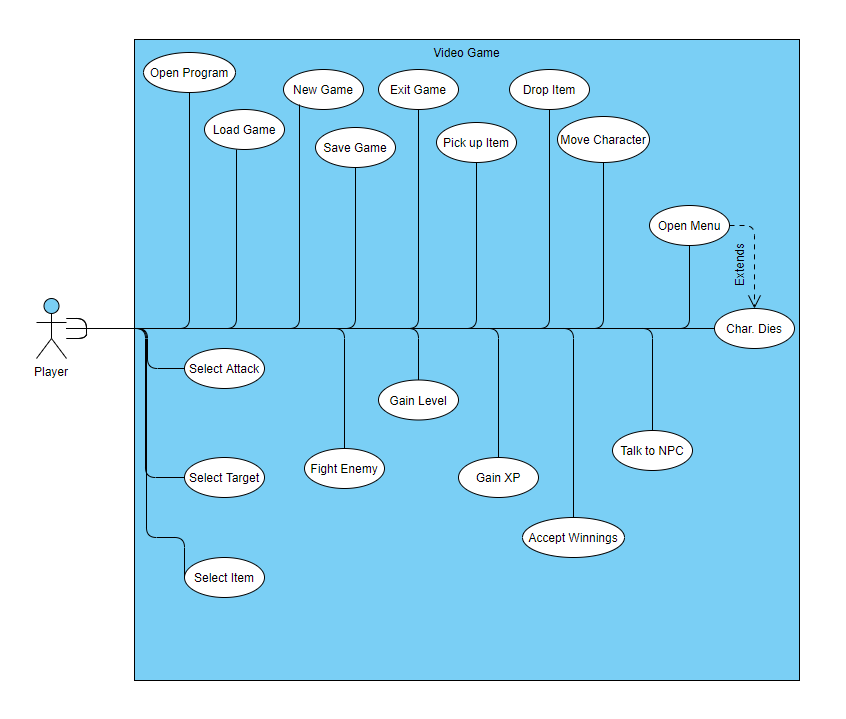 Video Game
Open Program
New Game
Exit Game
Drop Item
Load Game
Save Game
Pick up Item
Move Character
Open Menu
Extends
Char. Dies
Player
Select Attack
Gain Level
Talk to NPC
Fight Enemy
Select Target
Gain XP
Accept Winnings
Select Item